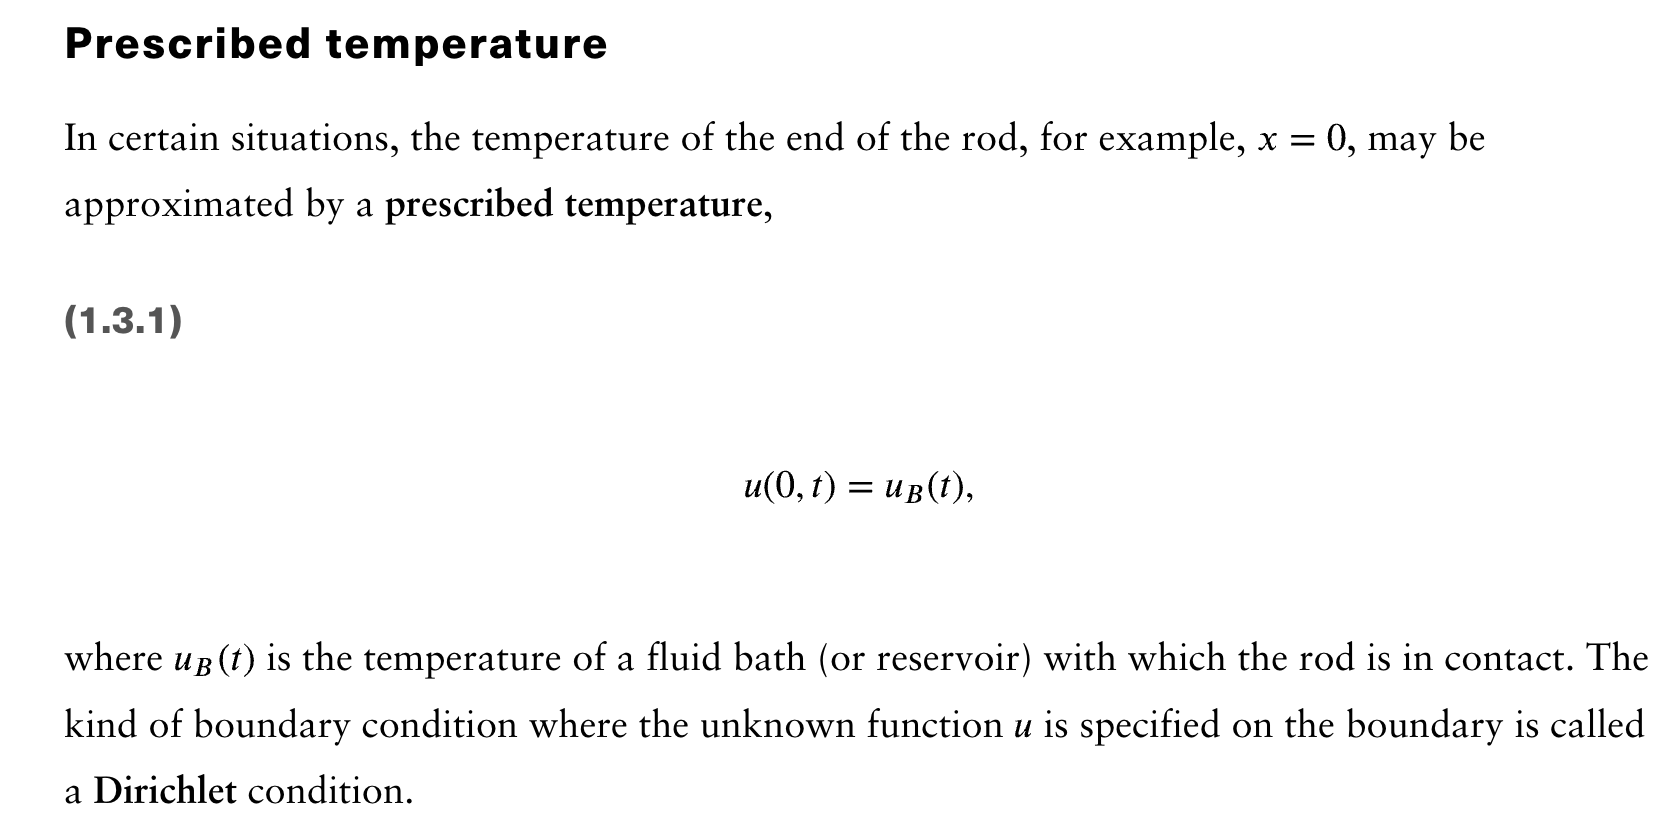 Prescribed temperature
In certain situations, the temperature of the end of the rod, for example, x = 0, may be
approximated by a prescribed temperature,
(1.3.1)
u(0, t) = u_B(t),
where u_B(t) is the temperature of a fluid bath (or reservoir) with which the rod is in contact. The
kind of boundary condition where the unknown function u is specified on the boundary is called
a Dirichlet condition.